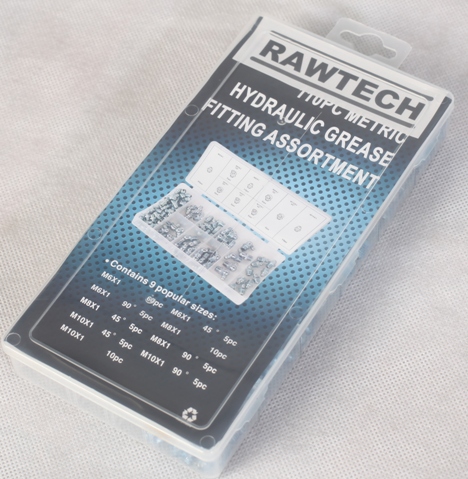 RAWTECH
110PC METRIC
HYDRAULIC GREASE
FITTING ASSORTMENT
• Contains 9 popular sizes:
M6X1 60pc M6X1 45° 5pc
M6X1 90° 5pc M8X1 10pc
M8X1 45° 5pc M8X1 90° 5pc
M10X1 45° 5pc M10X1 90° 5pc
M10X1 10pc